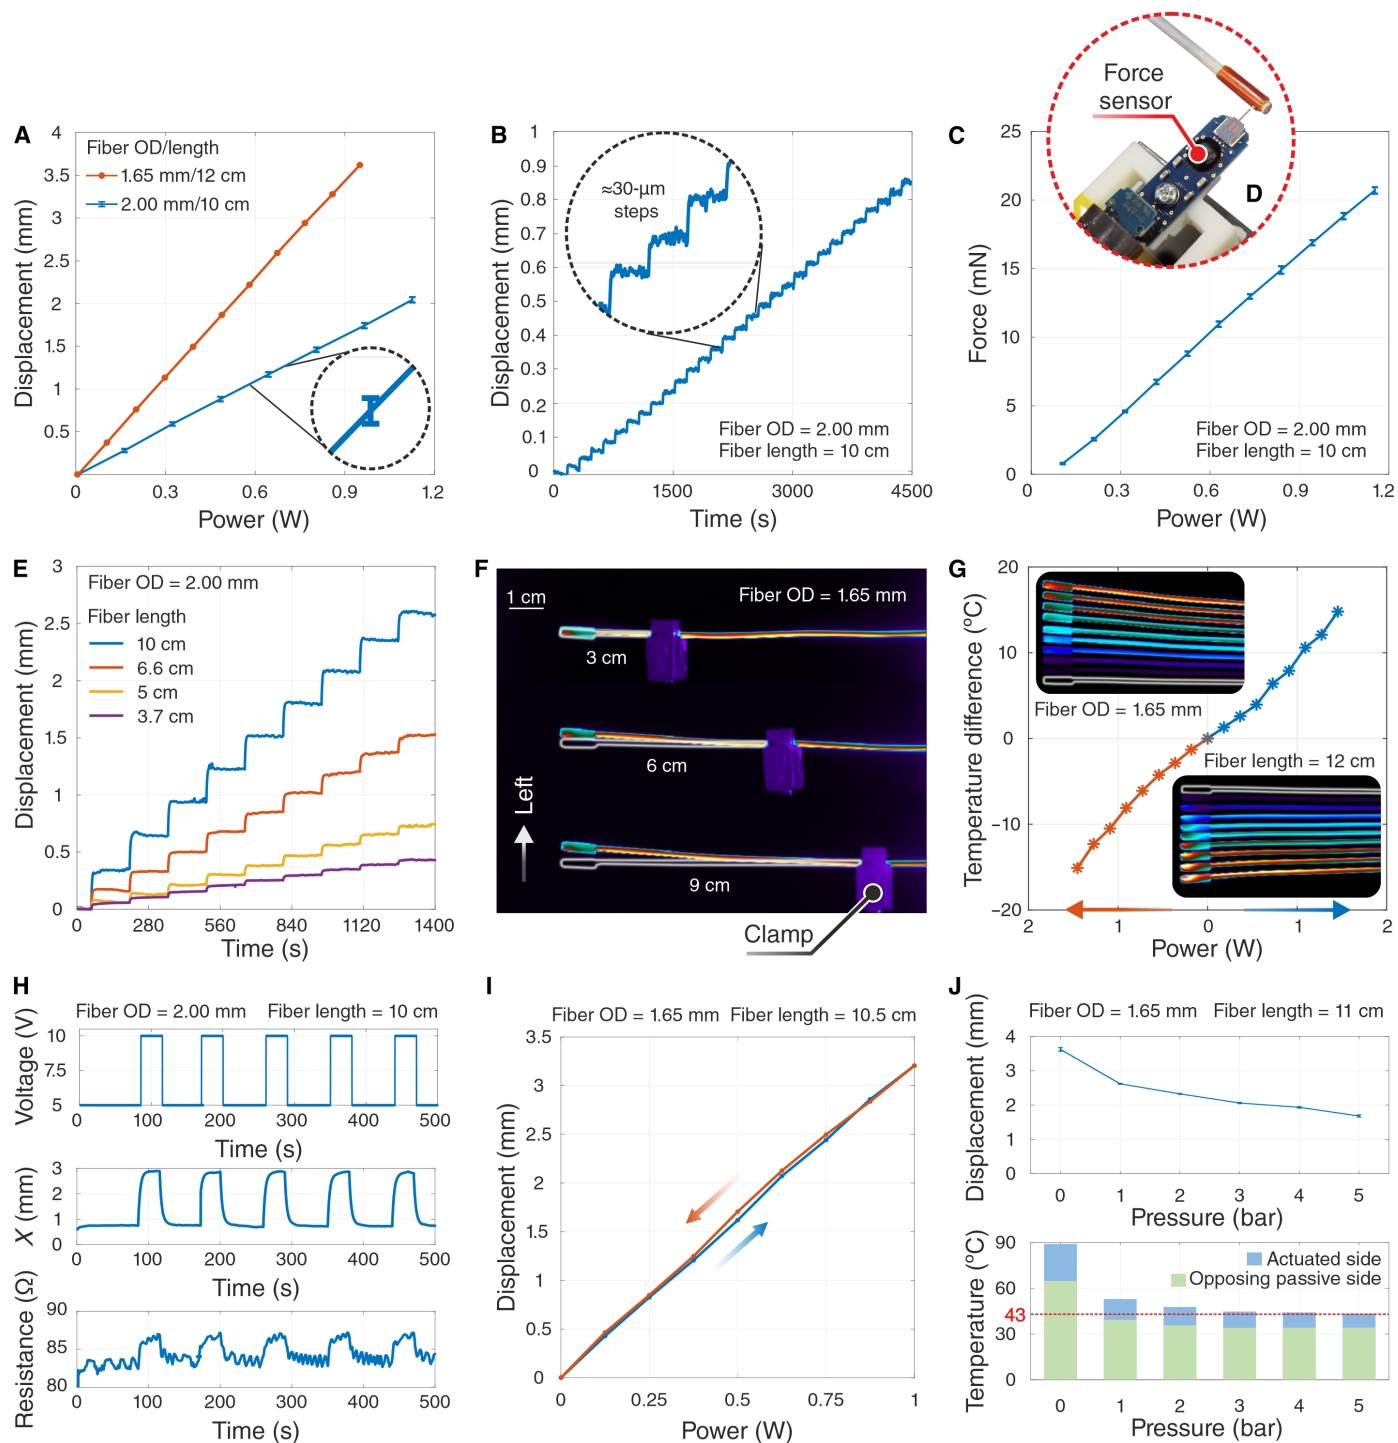 A
Fiber OD/length
1.65 mm/12 cm
2.00 mm/10 cm
Displacement (mm)
4
3.5
3
2.5
2
1.5
1
0.5
0
0.3
0.6
0.9
1.2
Power (W)
B
≈30-μm
steps
Displacement (mm)
1
0.9
0.8
0.7
0.6
0.5
0.4
0.3
0.2
0.1
0
Fiber OD = 2.00 mm
Fiber length = 10 cm
0
1500
3000
4500
Time (s)
C
Force
sensor
D
Force (mN)
25
20
15
10
5
0
Fiber OD = 2.00 mm
Fiber length = 10 cm
0
0.3
0.6
0.9
1.2
Power (W)
E
Fiber OD = 2.00 mm
Fiber length
10 cm
6.6 cm
5 cm
3.7 cm
Displacement (mm)
3
2.5
2
1.5
1
0.5
0
0
280
560
840
1120
1400
Time (s)
F
1 cm
Fiber OD = 1.65 mm
3 cm
6 cm
9 cm
Left
Clamp
G
Temperature difference (ºC)
20
10
0
−10
−20
Fiber OD = 1.65 mm
Fiber length = 12 cm
2
1
0
1
2
Power (W)
H
Fiber OD = 2.00 mm Fiber length = 10 cm
Voltage (V)
10
7.5
5
0
100
200
300
400
500
Time (s)
X (mm)
3
2
1
0
0
100
200
300
400
500
Time (s)
Resistance (Ω)
90
85
80
0
100
200
300
400
500
Time (s)
I
Fiber OD = 1.65 mm Fiber length = 10.5 cm
Displacement (mm)
3.5
3
2.5
2
1.5
1
0.5
0
0
0.25
0.5
0.75
1
Power (W)
J
Fiber OD = 1.65 mm Fiber length = 11 cm
Displacement (mm)
4
3
2
1
0
0
1
2
3
4
5
Pressure (bar)
Temperature (ºC)
90
60
43
30
0
Actuated side
Opposing passive side
0
1
2
3
4
5
Pressure (bar)